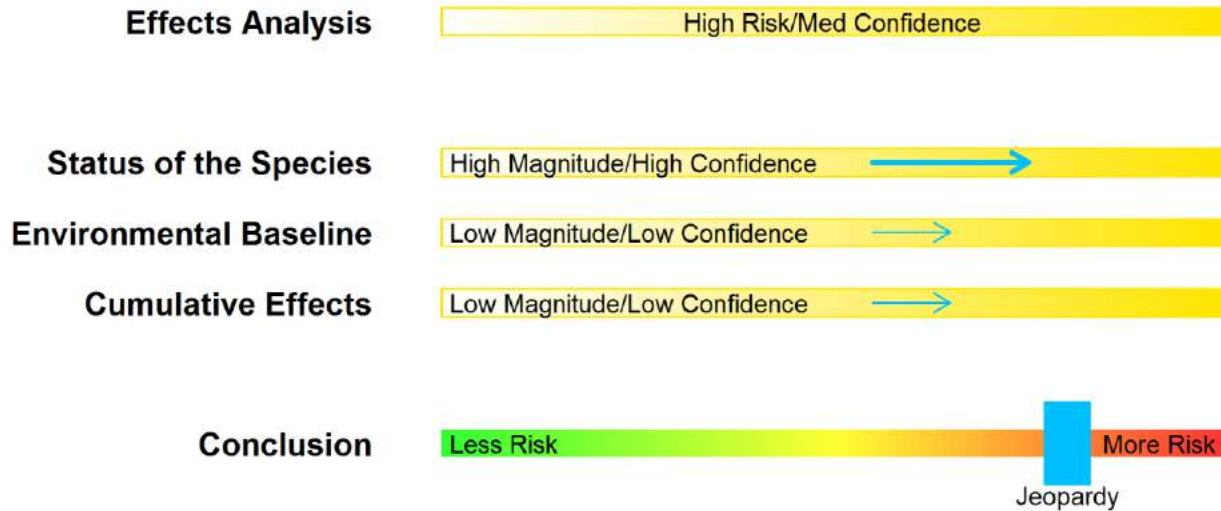 Effects Analysis High Risk/Med Confidence
Status of the Species High Magnitude/High Confidence
Environmental Baseline Low Magnitude/Low Confidence
Cumulative Effects Low Magnitude/Low Confidence
Conclusion Less Risk More Risk
Jeopardy